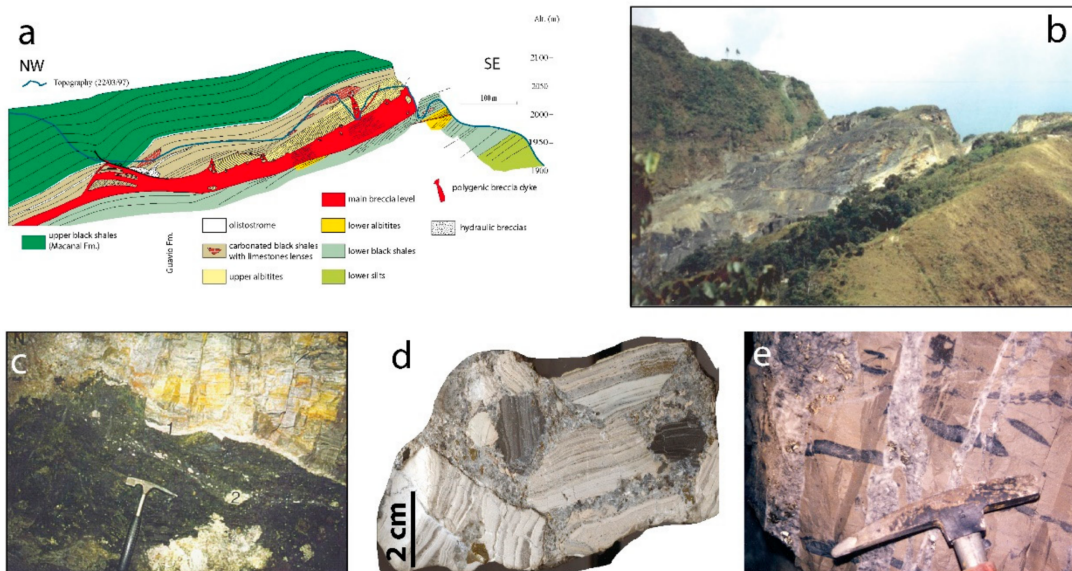 a
NW
Topography (22/03/97)
SE
Alt. (m)
2100
2050
2000
1950
1900
100m
upper black shales
(Macanal Fm.)
Guavio Fm.
olistostrome
carbonated black shales
with limestones lenses
upper albitites
main breccia level
lower albitites
lower black shales
lower silts
polygenic breccia dyke
hydraulic breccias
b
N
c
S
1
2
d
2 cm
e